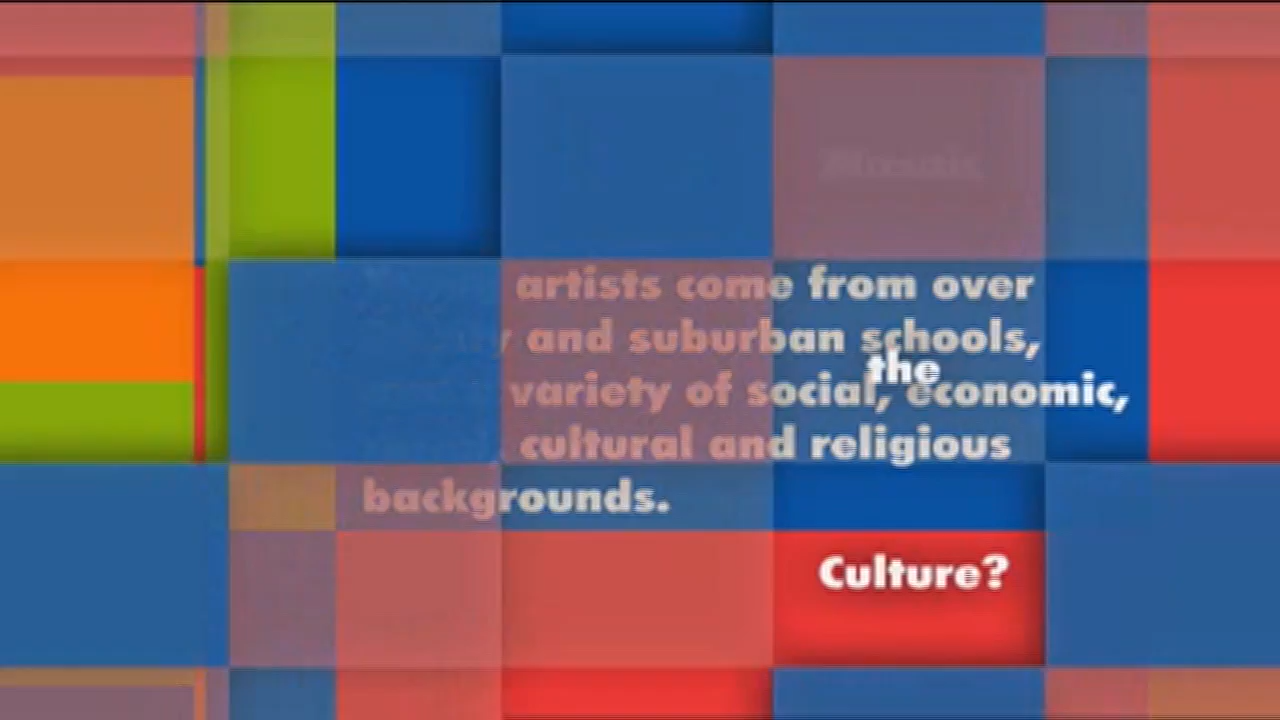 artists come from over
and suburban schools,
the
variety of social, economic,
cultural and religious
backgrounds.
Culture?